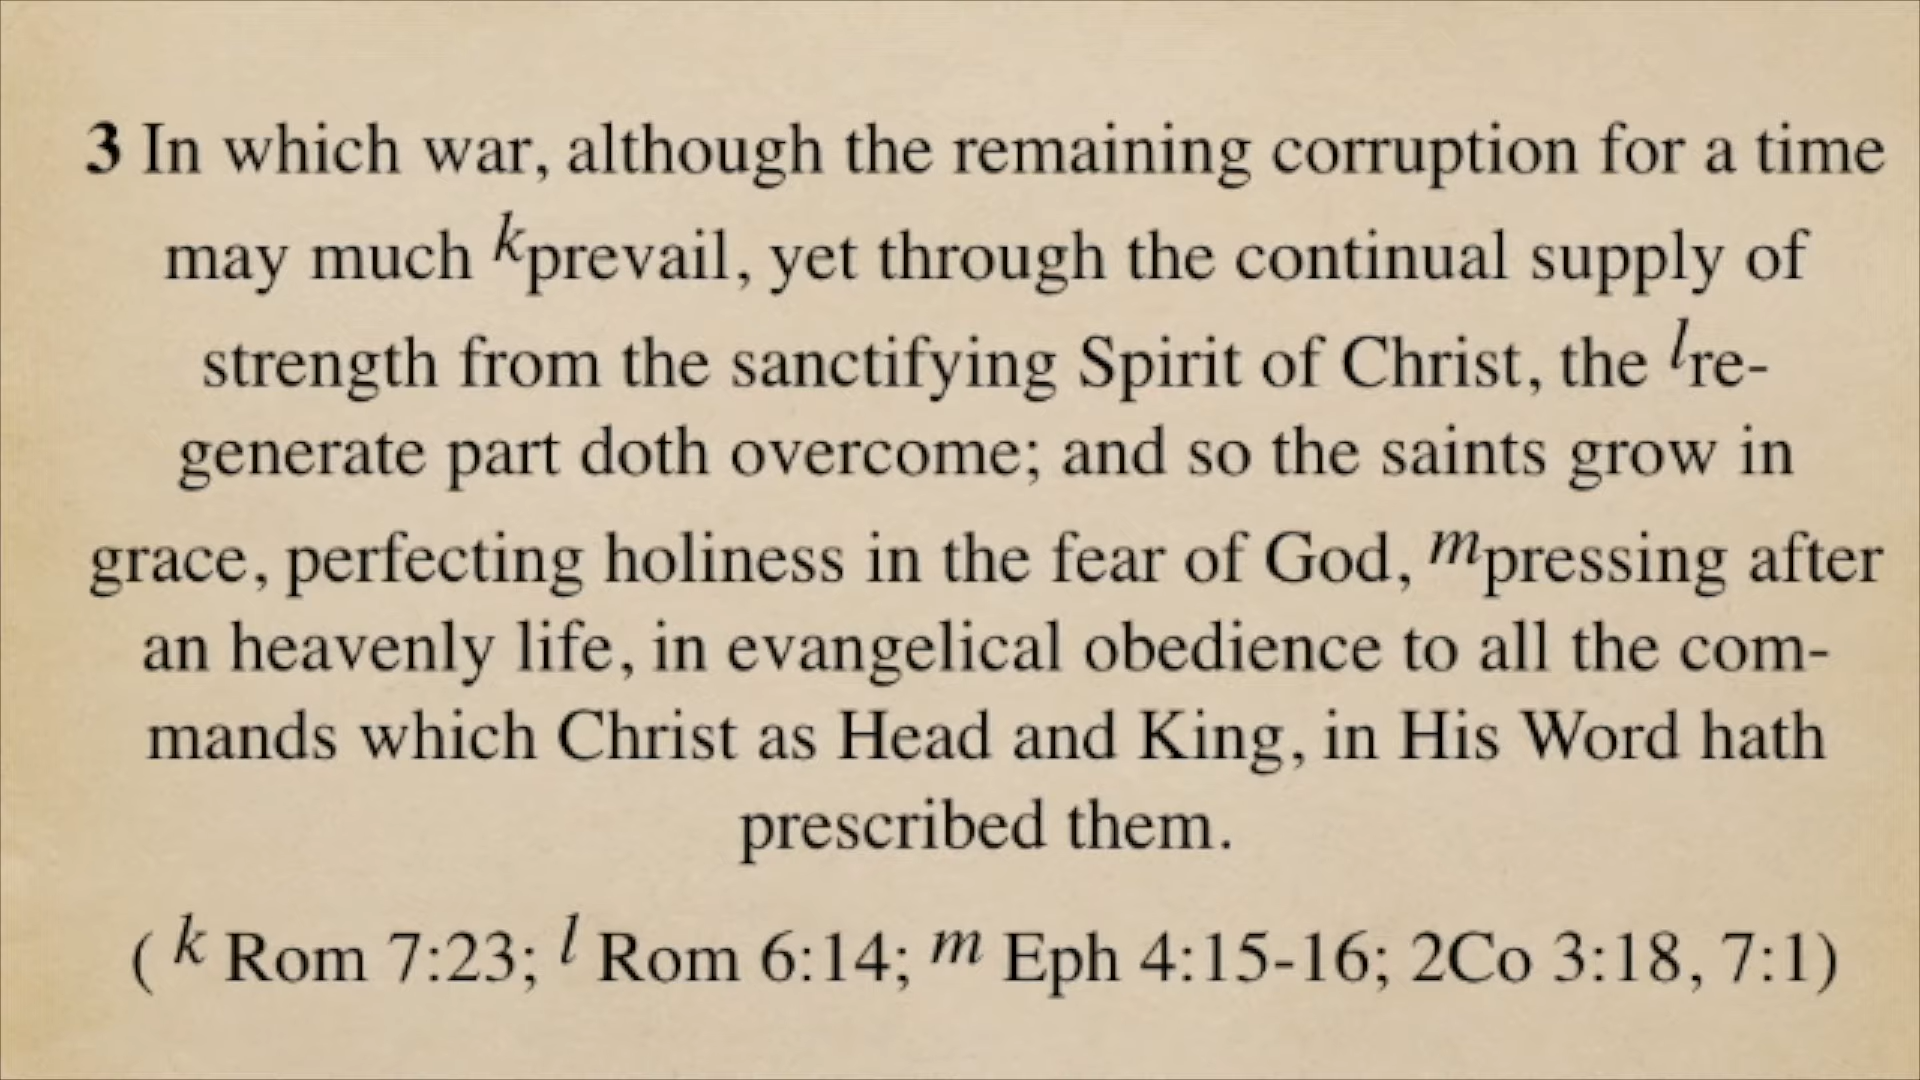 3 In which war, although the remaining corruption for a time
may much kprevail, yet through the continual supply of
strength from the sanctifying Spirit of Christ, the lre-
generate part doth overcome; and so the saints grow in
grace, perfecting holiness in the fear of God, mpressing after
an heavenly life, in evangelical obedience to all the com-
mands which Christ as Head and King, in His Word hath
prescribed them.
( k Rom 7:23; l Rom 6:14; m Eph 4:15-16; 2Co 3:18, 7:1)